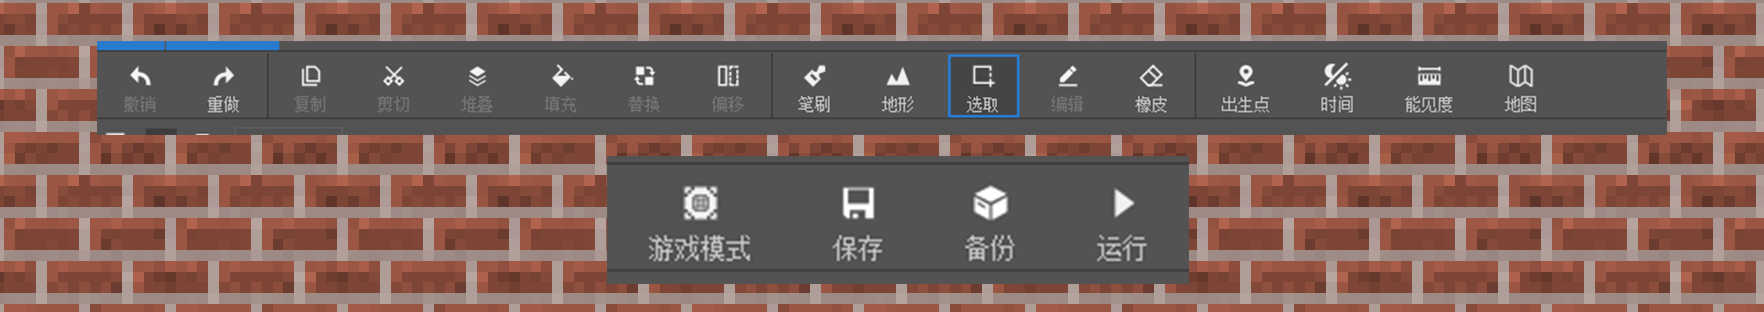 撤销 重做 复制 剪切 堆叠 填充 替换 偏移 笔刷 地形 选取 编辑 橡皮 出生点 时间 能见度 地图
游戏模式 保存 备份 运行